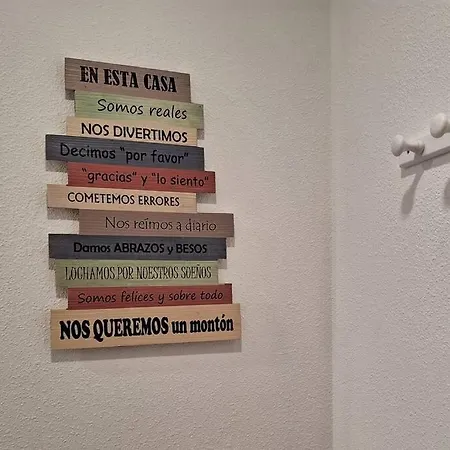 EN ESTA CASA
Somos reales
NOS DIVERTIMOS
Decimos "por favor"
"gracias" y "lo siento"
COMETEMOS ERRORES
Nos reímos a diario
Damos ABRAZOS y BESOS
LUCHAMOS POR NUESTROS SUEÑOS
Somos felices y sobre todo
NOS QUEREMOS un montón